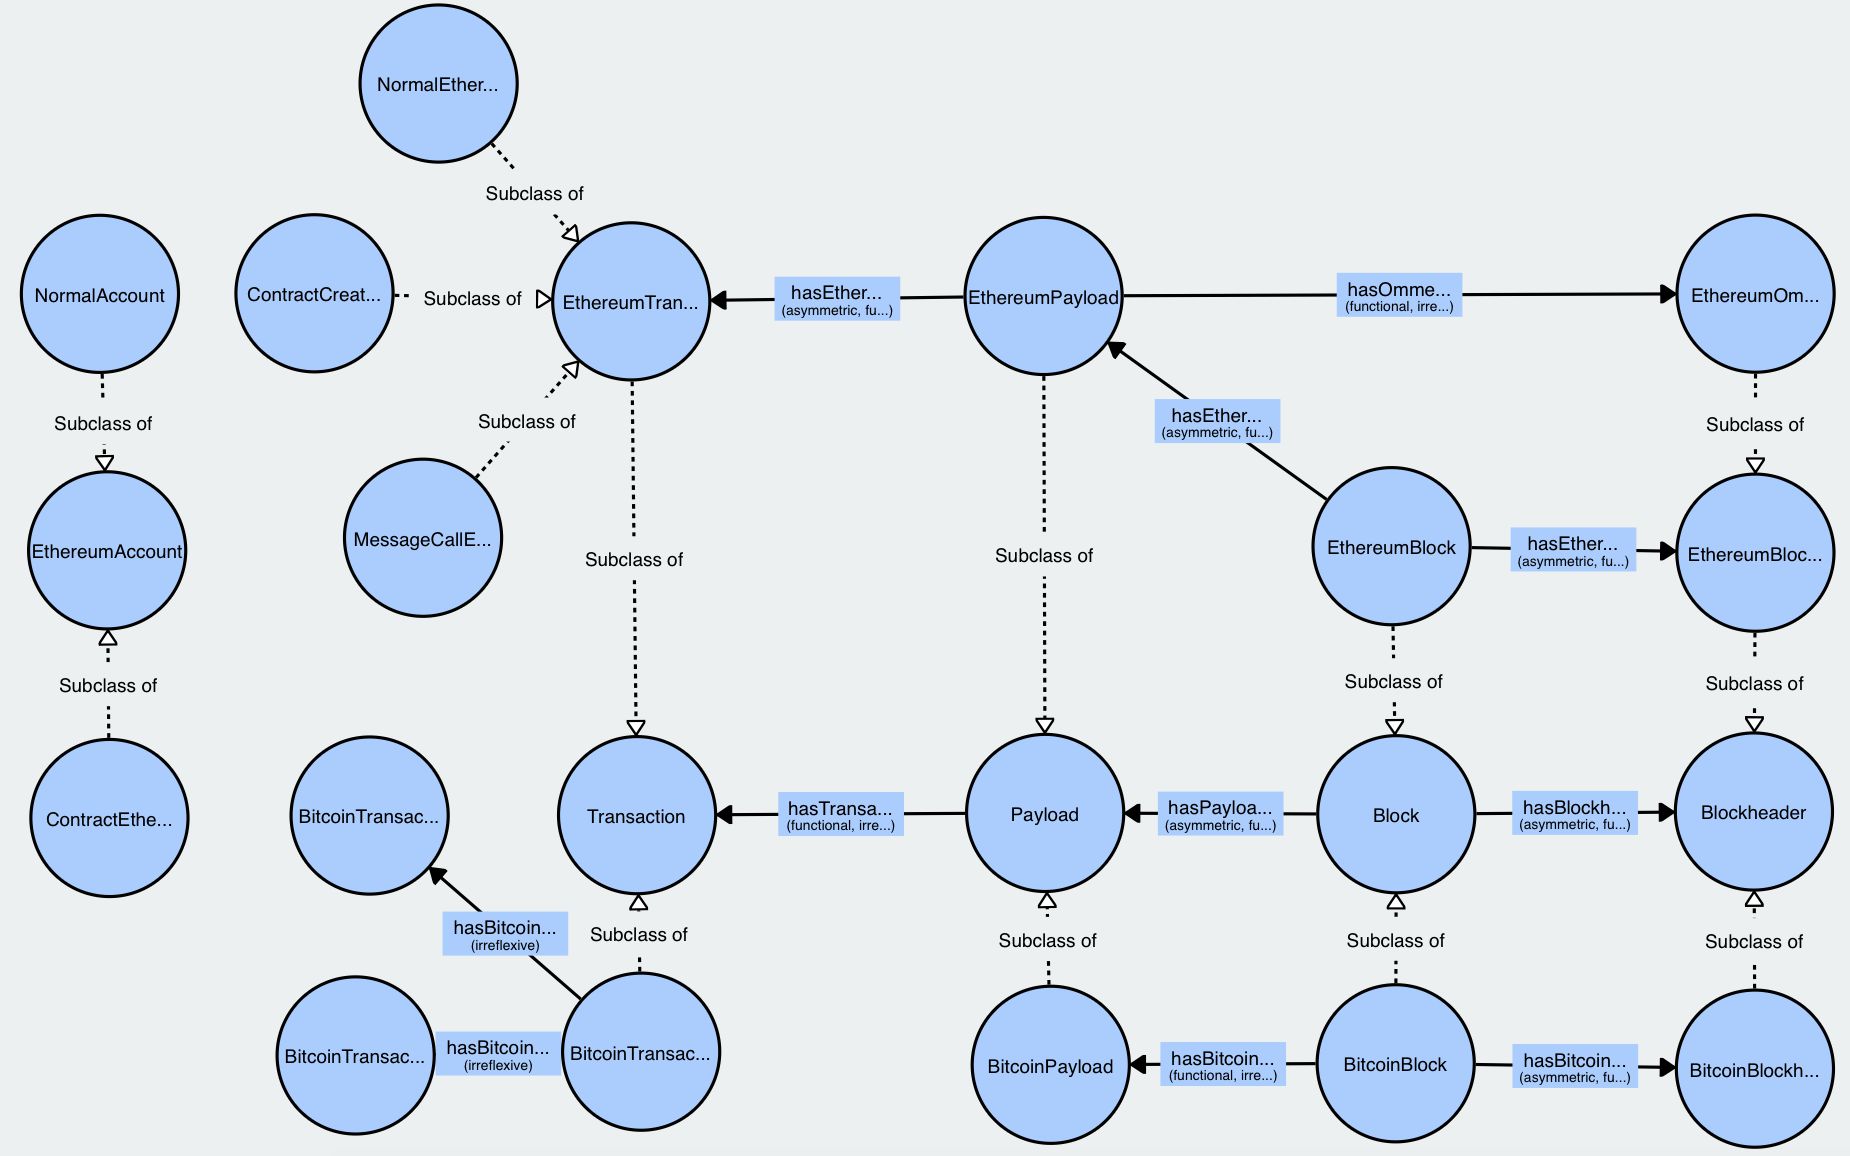 NormalEther...
Subclass of
NormalAccount
ContractCreat...
Subclass of
EthereumTran...
hasEther...
(asymmetric, fu...)
EthereumPayload
hasOmme...
(functional, irre...)
EthereumOm...
Subclass of
Subclass of
hasEther...
(asymmetric, fu...)
Subclass of
EthereumAccount
MessageCallE...
Subclass of
Subclass of
EthereumBlock
hasEther...
(asymmetric, fu...)
EthereumBloc...
Subclass of
Subclass of
Subclass of
ContractEthe...
BitcoinTransac...
Transaction
hasTransa...
(functional, irre...)
Payload
hasPayloa...
(asymmetric, fu...)
Block
hasBlockh...
(asymmetric, fu...)
Blockheader
hasBitcoin...
(irreflexive)
Subclass of
Subclass of
Subclass of
Subclass of
BitcoinTransac...
hasBitcoin...
(irreflexive)
BitcoinTransac...
BitcoinPayload
hasBitcoin...
(functional, irre...)
BitcoinBlock
hasBitcoin...
(asymmetric, fu...)
BitcoinBlockh...